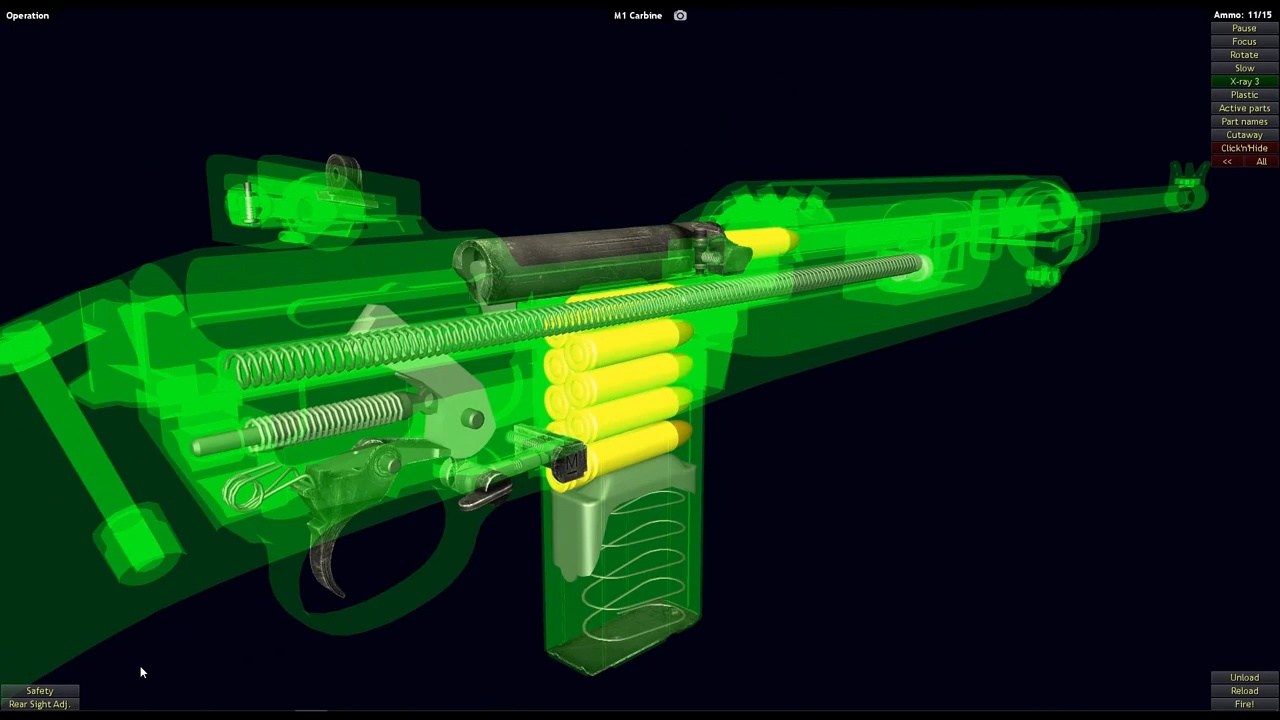 Operation
M1 Carbine
Ammo: 11/15
Pause
Focus
Rotate
Slow
X-ray 3
Plastic
Active parts
Part names
Cutaway
Click'n'Hide
<< All
M
Safety
Rear Sight Adj.
Unload
Reload
Fire!